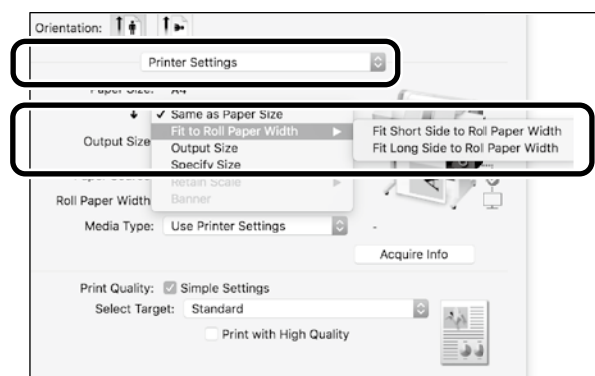 Orientation:
Printer Settings
Paper Size: A4
Same as Paper Size
Fit to Roll Paper Width
Fit Short Side to Roll Paper Width
Output Size
Output Size
Fit Long Side to Roll Paper Width
Specify Size
Retain Scale
Roll Paper Width
Banner
Media Type: Use Printer Settings
-
Acquire Info
Print Quality: Simple Settings
Select Target: Standard
Print with High Quality